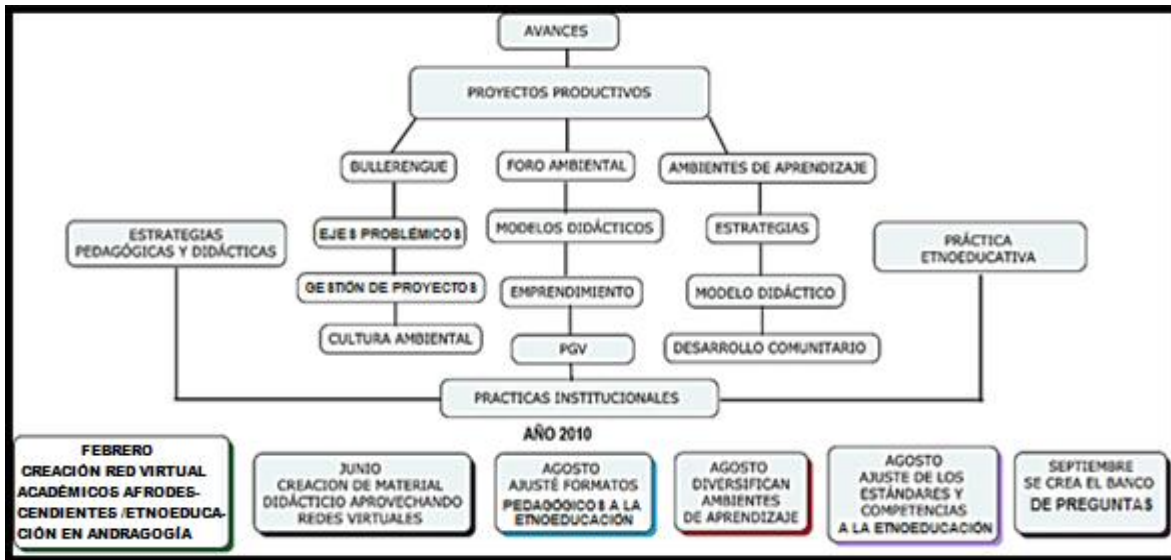 AVANCES
PROYECTOS PRODUCTIVOS
BULLERENGUE
FORO AMBIENTAL
AMBIENTES DE APRENDIZAJE
ESTRATEGIAS
PEDAGÓGICAS Y DIDÁCTICAS
EJES PROBLÉMICOS
MODELOS DIDÁCTICOS
ESTRATEGIAS
PRÁCTICA
ETNOEDUCATIVA
GESTIÓN DE PROYECTOS
EMPRENDIMIENTO
MODELO DIDÁCTICO
CULTURA AMBIENTAL
PGV
DESARROLLO COMUNITARIO
PRACTICAS INSTITUCIONALES
AÑO 2010
FEBRERO
CREACIÓN RED VIRTUAL
ACADÉMICOS AFRODES-
CENDIENTES /ETNOEDUCA-
CIÓN EN ANDRAGOGÍA
JUNIO
CREACION DE MATERIAL
DIDÁCTICIO APROVECHANDO
REDES VIRTUALES
AGOSTO
AJUSTÉ FORMATOS
PEDAGÓGICOS A LA
ETNOEDUCACIÓN
AGOSTO
DIVERSIFICAN
AMBIENTES
DE APRENDIZAJE
AGOSTO
AJUSTE DE LOS
ESTÁNDARES Y
COMPETENCIAS
A LA ETNOEDUCACIÓN
SEPTIEMBRE
SE CREA EL BANCO
DE PREGUNTAS